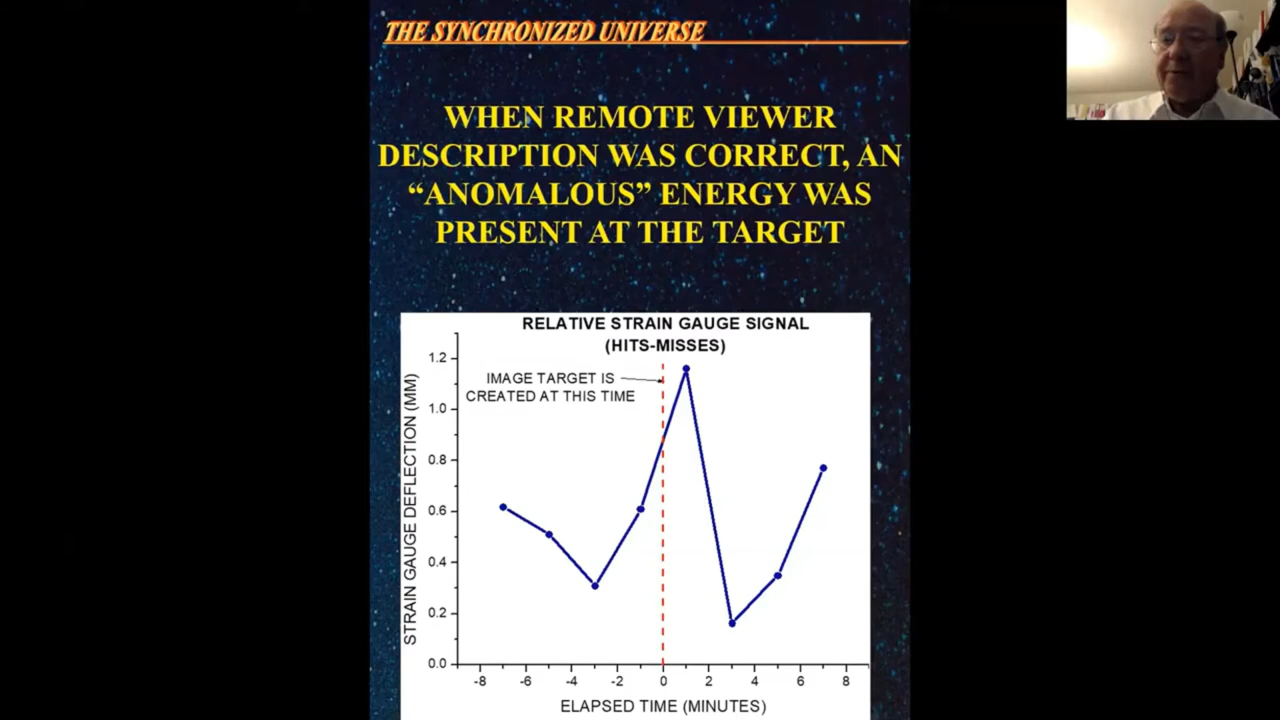 THE SYNCHRONIZED UNIVERSE
WHEN REMOTE VIEWER
DESCRIPTION WAS CORRECT, AN
“ANOMALOUS” ENERGY WAS
PRESENT AT THE TARGET
RELATIVE STRAIN GAUGE SIGNAL
(HITS-MISSES)
IMAGE TARGET IS
CREATED AT THIS TIME
STRAIN GAUGE DEFLECTION (MM)
1.2
1.0
0.8
0.6
0.4
0.2
0.0
-8 -6 -4 -2 0 2 4 6 8
ELAPSED TIME (MINUTES)